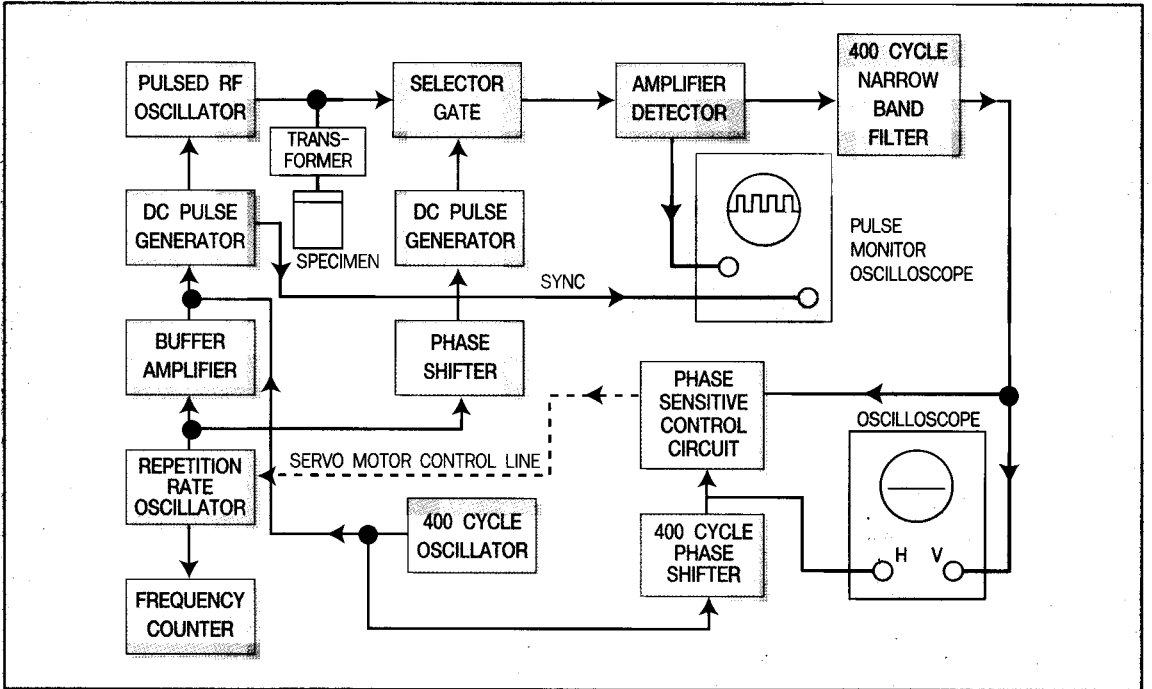 PULSED RF
OSCILLATOR
TRANS-
FORMER
SPECIMEN
SELECTOR
GATE
AMPLIFIER
DETECTOR
400 CYCLE
NARROW
BAND
FILTER
DC PULSE
GENERATOR
DC PULSE
GENERATOR
SYNC
PULSE
MONITOR
OSCILLOSCOPE
BUFFER
AMPLIFIER
PHASE
SHIFTER
PHASE
SENSITIVE
CONTROL
CIRCUIT
OSCILLOSCOPE
H V
REPETITION
RATE
OSCILLATOR
SERVO MOTOR CONTROL LINE
400 CYCLE
OSCILLATOR
400 CYCLE
PHASE
SHIFTER
FREQUENCY
COUNTER